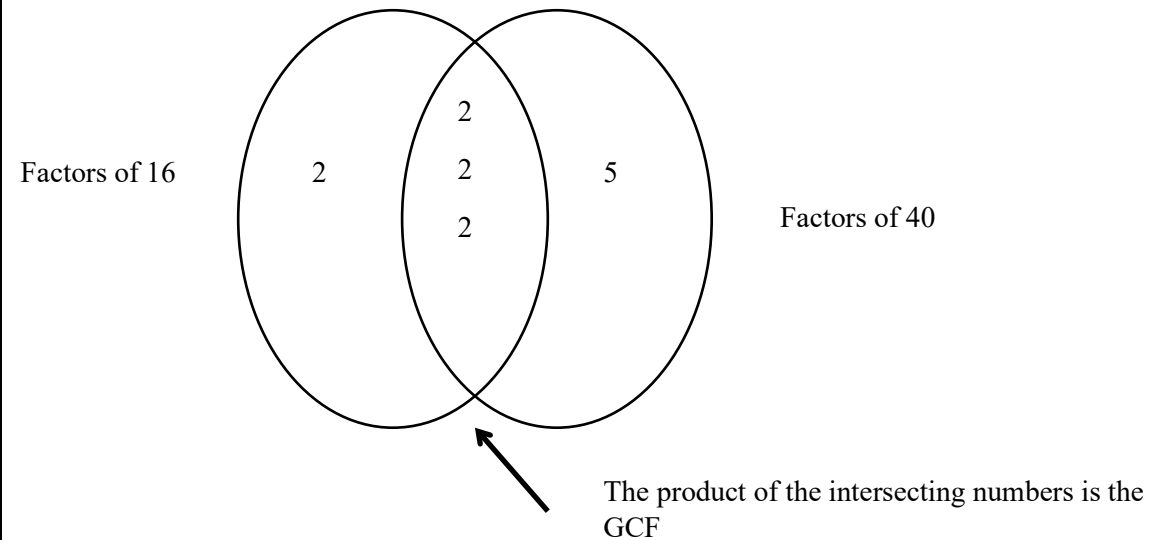 2
Factors of 16
2
2
5
2
Factors of 40
The product of the intersecting numbers is the
GCF